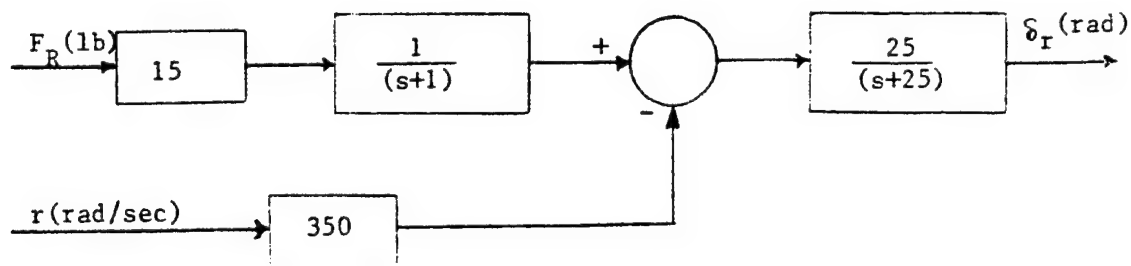 F_R(lb)
15
1
(s+1)
+
-
25
(s+25)
δ_r(rad)
r(rad/sec)
350